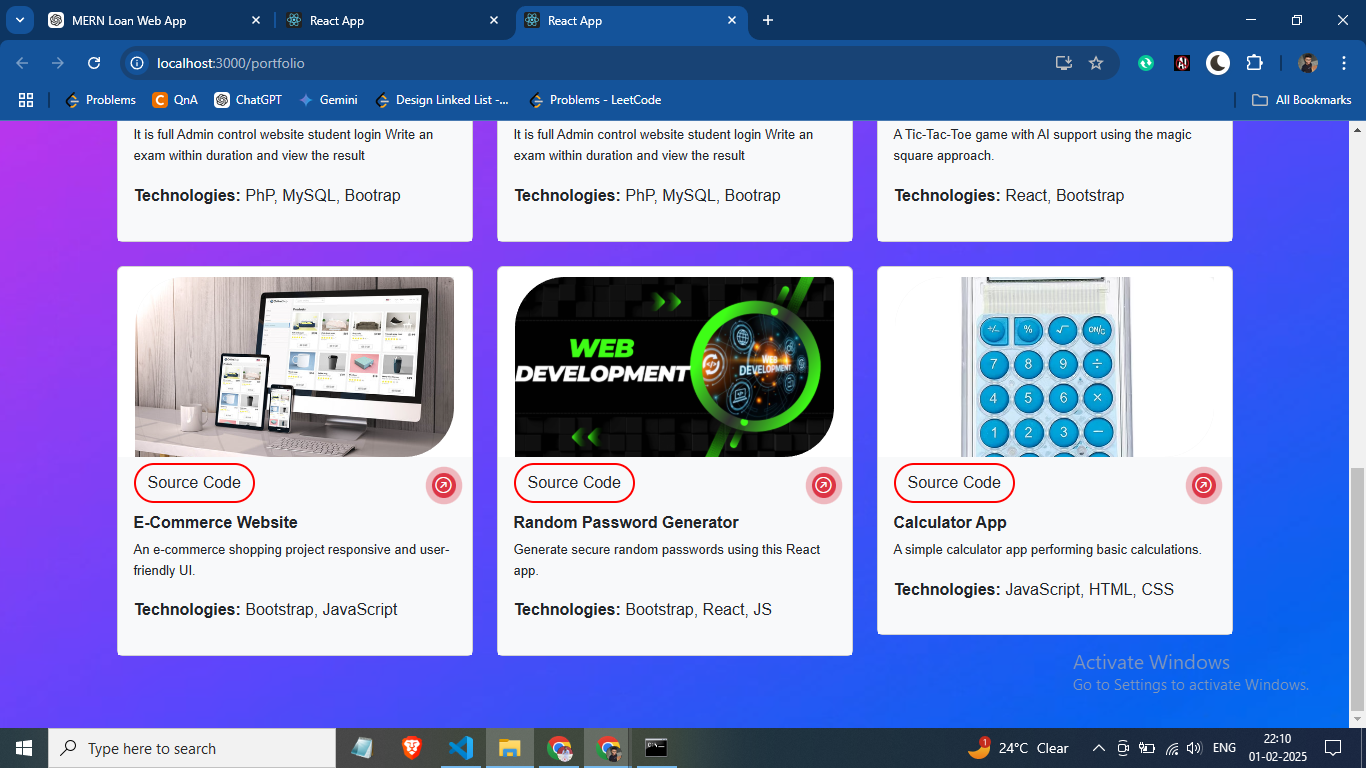 MERN Loan Web App
React App
React App
localhost:3000/portfolio
Problems
QnA
ChatGPT
Gemini
Design Linked List -...
Problems - LeetCode
All Bookmarks
It is full Admin control website student login Write an
exam within duration and view the result
Technologies: PhP, MySQL, Bootrap
It is full Admin control website student login Write an
exam within duration and view the result
Technologies: PhP, MySQL, Bootrap
A Tic-Tac-Toe game with AI support using the magic
square approach.
Technologies: React, Bootstrap
Source Code
E-Commerce Website
An e-commerce shopping project responsive and user-
friendly UI.
Technologies: Bootstrap, JavaScript
WEB
DEVELOPMENT
WEB
DEVELOPMENT
Source Code
Random Password Generator
Generate secure random passwords using this React
app.
Technologies: Bootstrap, React, JS
+/- % √ ON/C
7 8 9 ÷
4 5 6 ×
1 2 3 −
Source Code
Calculator App
A simple calculator app performing basic calculations.
Technologies: JavaScript, HTML, CSS
Activate Windows
Go to Settings to activate Windows.
Type here to search
1
24°C Clear
ENG
22:10
01-02-2025